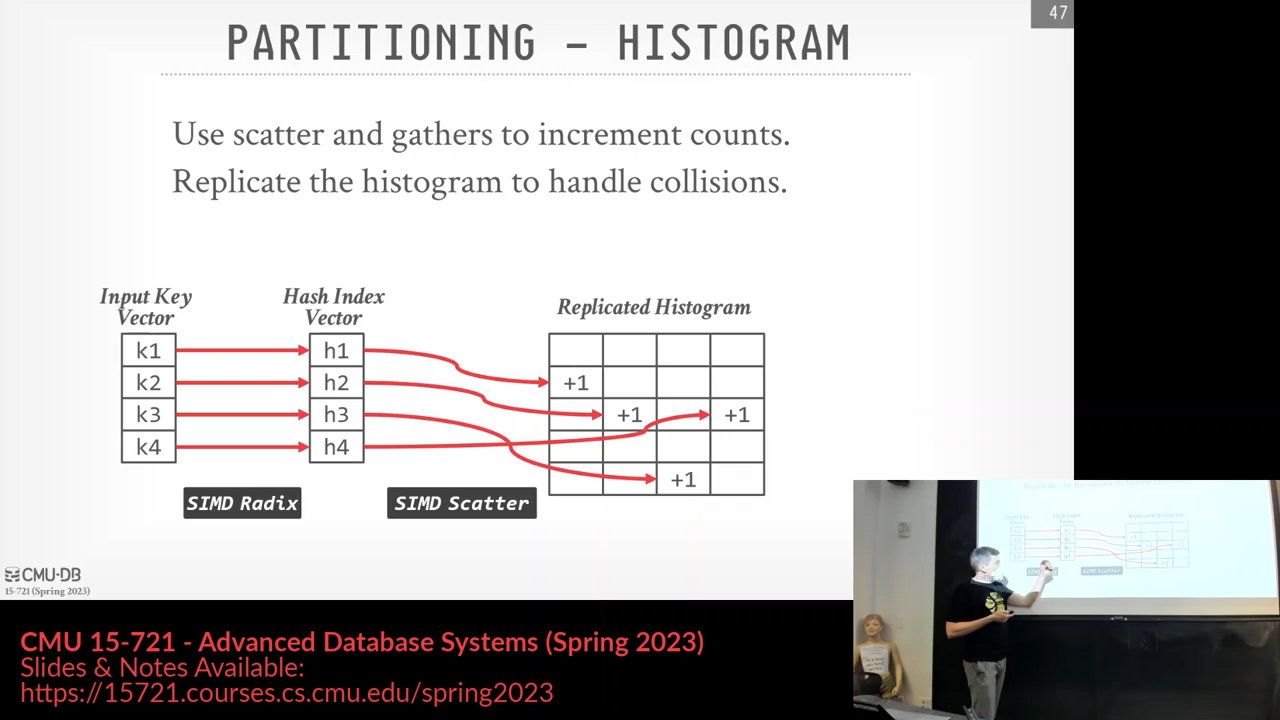 47
PARTITIONING – HISTOGRAM
Use scatter and gathers to increment counts.
Replicate the histogram to handle collisions.
Input Key
Vector
k1
k2
k3
k4
Hash Index
Vector
h1
h2
h3
h4
Replicated Histogram
+1
+1 +1
+1
SIMD Radix
SIMD Scatter
CMU·DB
15-721 (Spring 2023)
CMU 15-721 - Advanced Database Systems (Spring 2023)
Slides & Notes Available:
https://15721.courses.cs.cmu.edu/spring2023